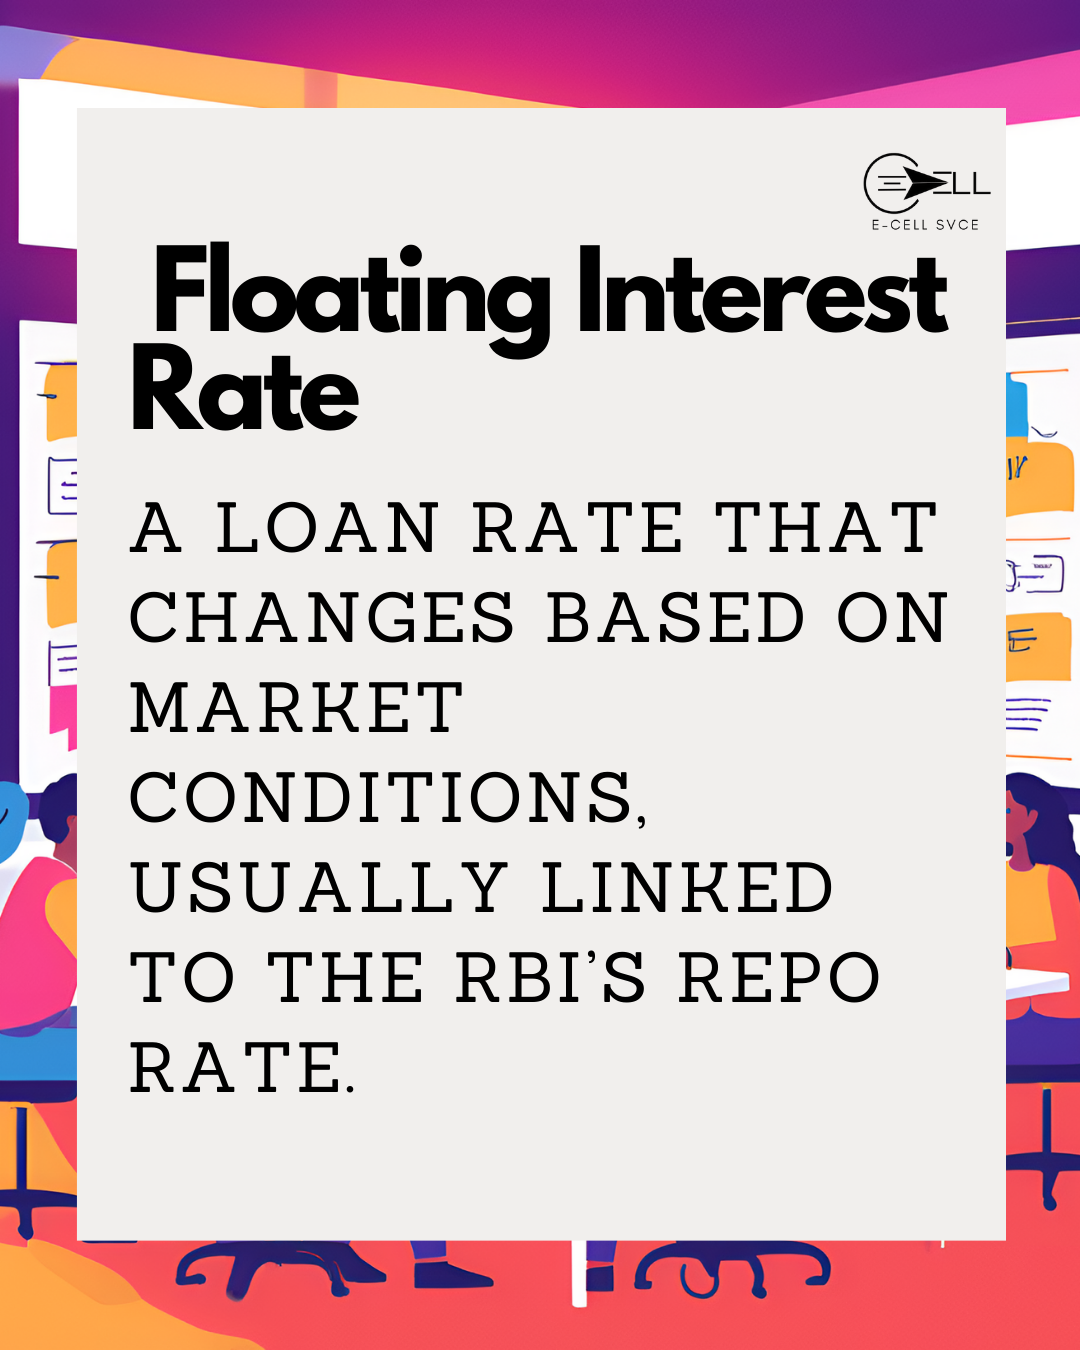 ECELL
E-CELL SVCE
Floating Interest
Rate
A LOAN RATE THAT
CHANGES BASED ON
MARKET
CONDITIONS,
USUALLY LINKED
TO THE RBI’S REPO
RATE.